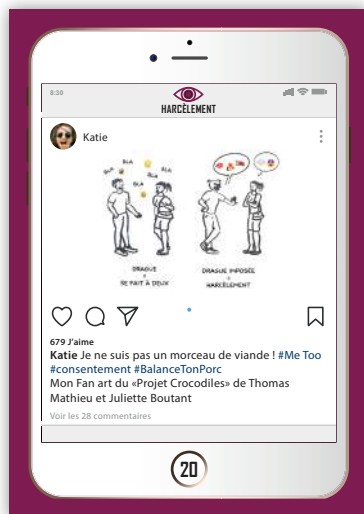 8:30
HARCÈLEMENT
Katie
BLA BLA BLA
BLA BLA
DRAGUE
=
SE FAIT À DEUX
DRAGUE IMPOSÉE
=
HARCÈLEMENT
679 J'aime
Katie Je ne suis pas un morceau de viande ! #Me Too
#consentement #BalanceTonPorc
Mon Fan art du «Projet Crocodiles» de Thomas
Mathieu et Juliette Boutant
Voir les 28 commentaires
20